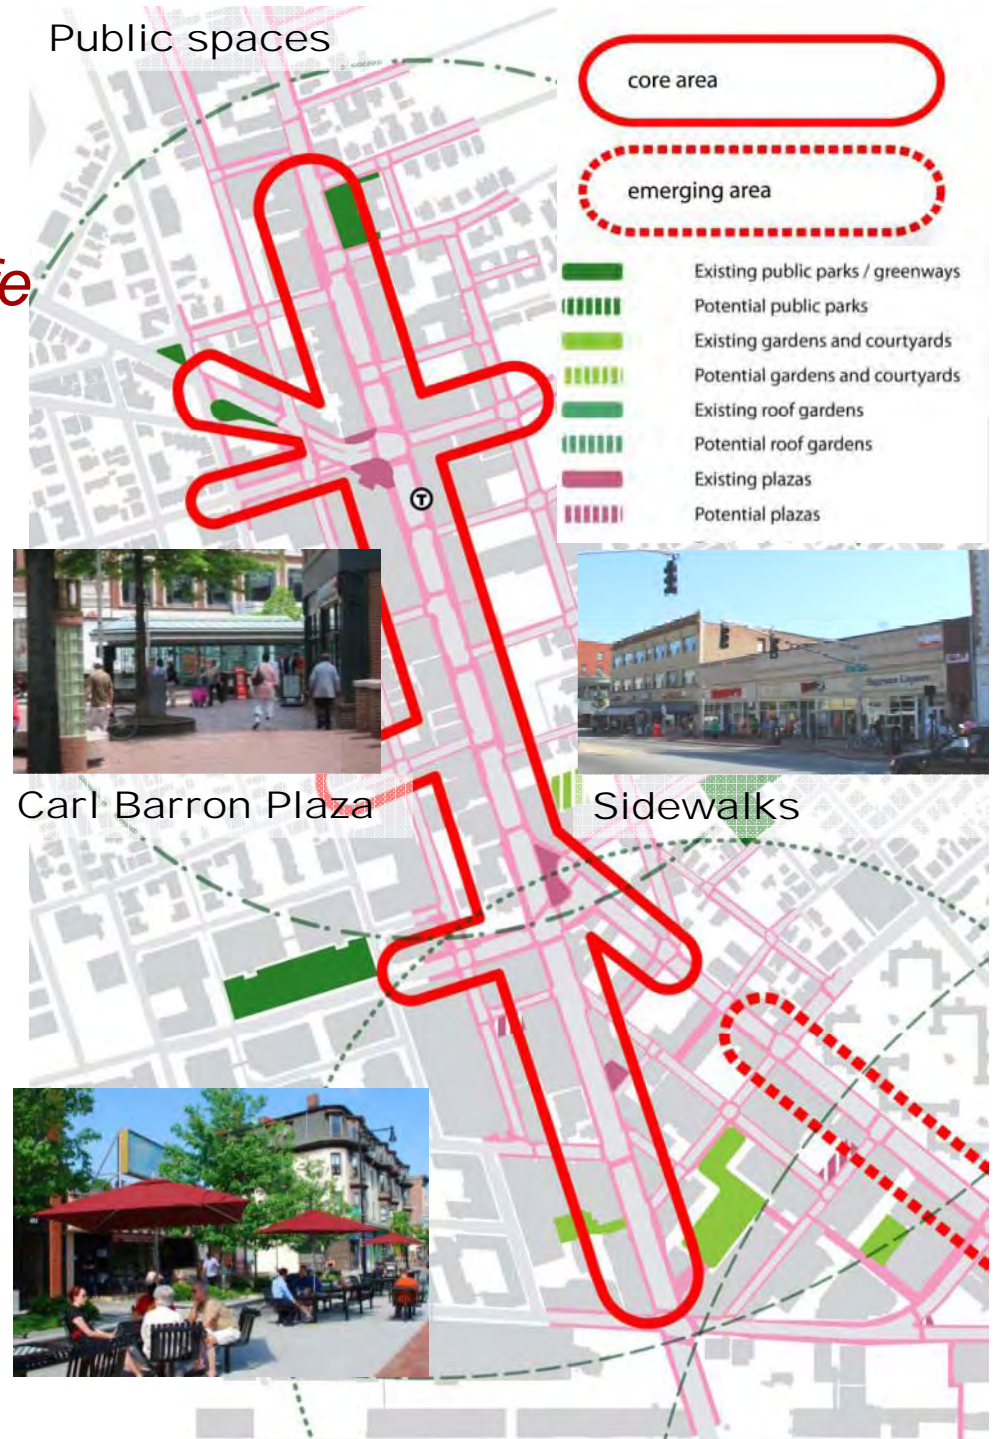 Public spaces
core area
emerging area
fe
Existing public parks / greenways
Potential public parks
Existing gardens and courtyards
Potential gardens and courtyards
Existing roof gardens
Potential roof gardens
Existing plazas
Potential plazas
T
Carl Barron Plaza
Sidewalks